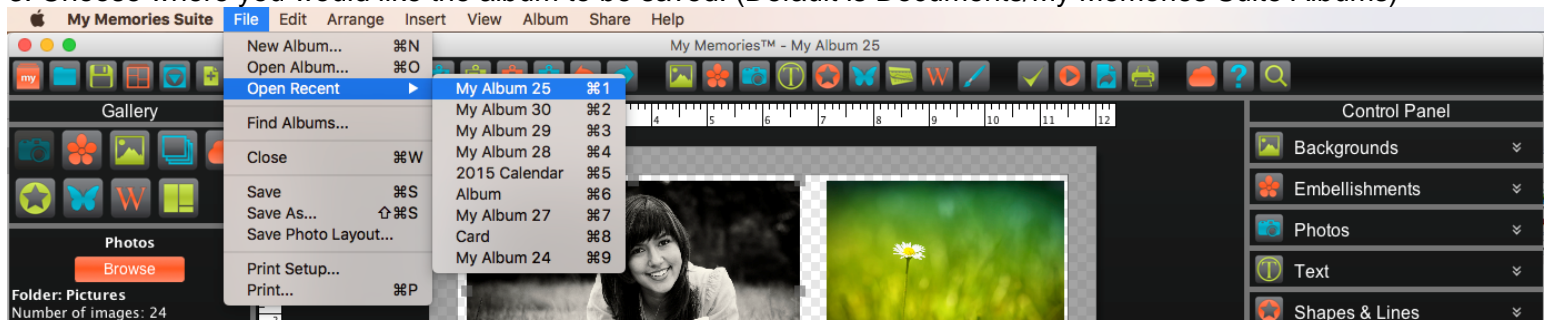 My Memories Suite File Edit Arrange Insert View Album Share Help
My Memories™ - My Album 25
my
T
W
?
New Album... ⌘N
Open Album... ⌘O
Open Recent ▶
Find Albums...
Close ⌘W
Save ⌘S
Save As... ⇧⌘S
Save Photo Layout...
Print Setup...
Print... ⌘P
My Album 25 ⌘1
My Album 30 ⌘2
My Album 29 ⌘3
My Album 28 ⌘4
2015 Calendar ⌘5
Album ⌘6
My Album 27 ⌘7
Card ⌘8
My Album 24 ⌘9
4 5 6 7 8 9 10 11 12
Gallery
W
Photos
Browse
Folder: Pictures
Number of images: 24
Control Panel
Backgrounds
Embellishments
Photos
T Text
Shapes & Lines